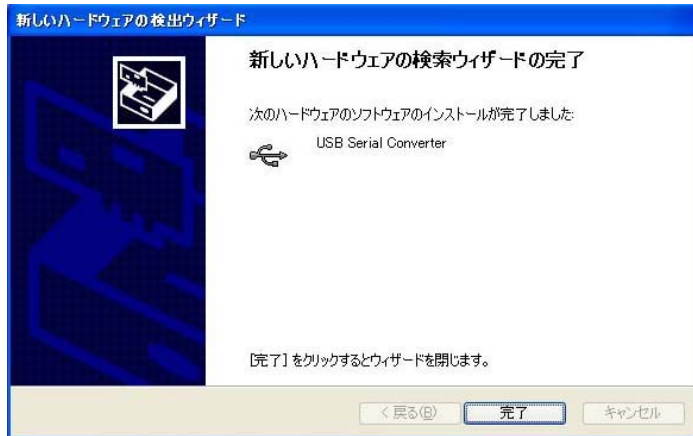 新しいハードウェアの検出ウィザード
新しいハードウェアの検索ウィザードの完了
次のハードウェアのソフトウェアのインストールが完了しました:
USB Serial Converter
[完了] をクリックするとウィザードを閉じます。
< 戻る(B) 完了 キャンセル